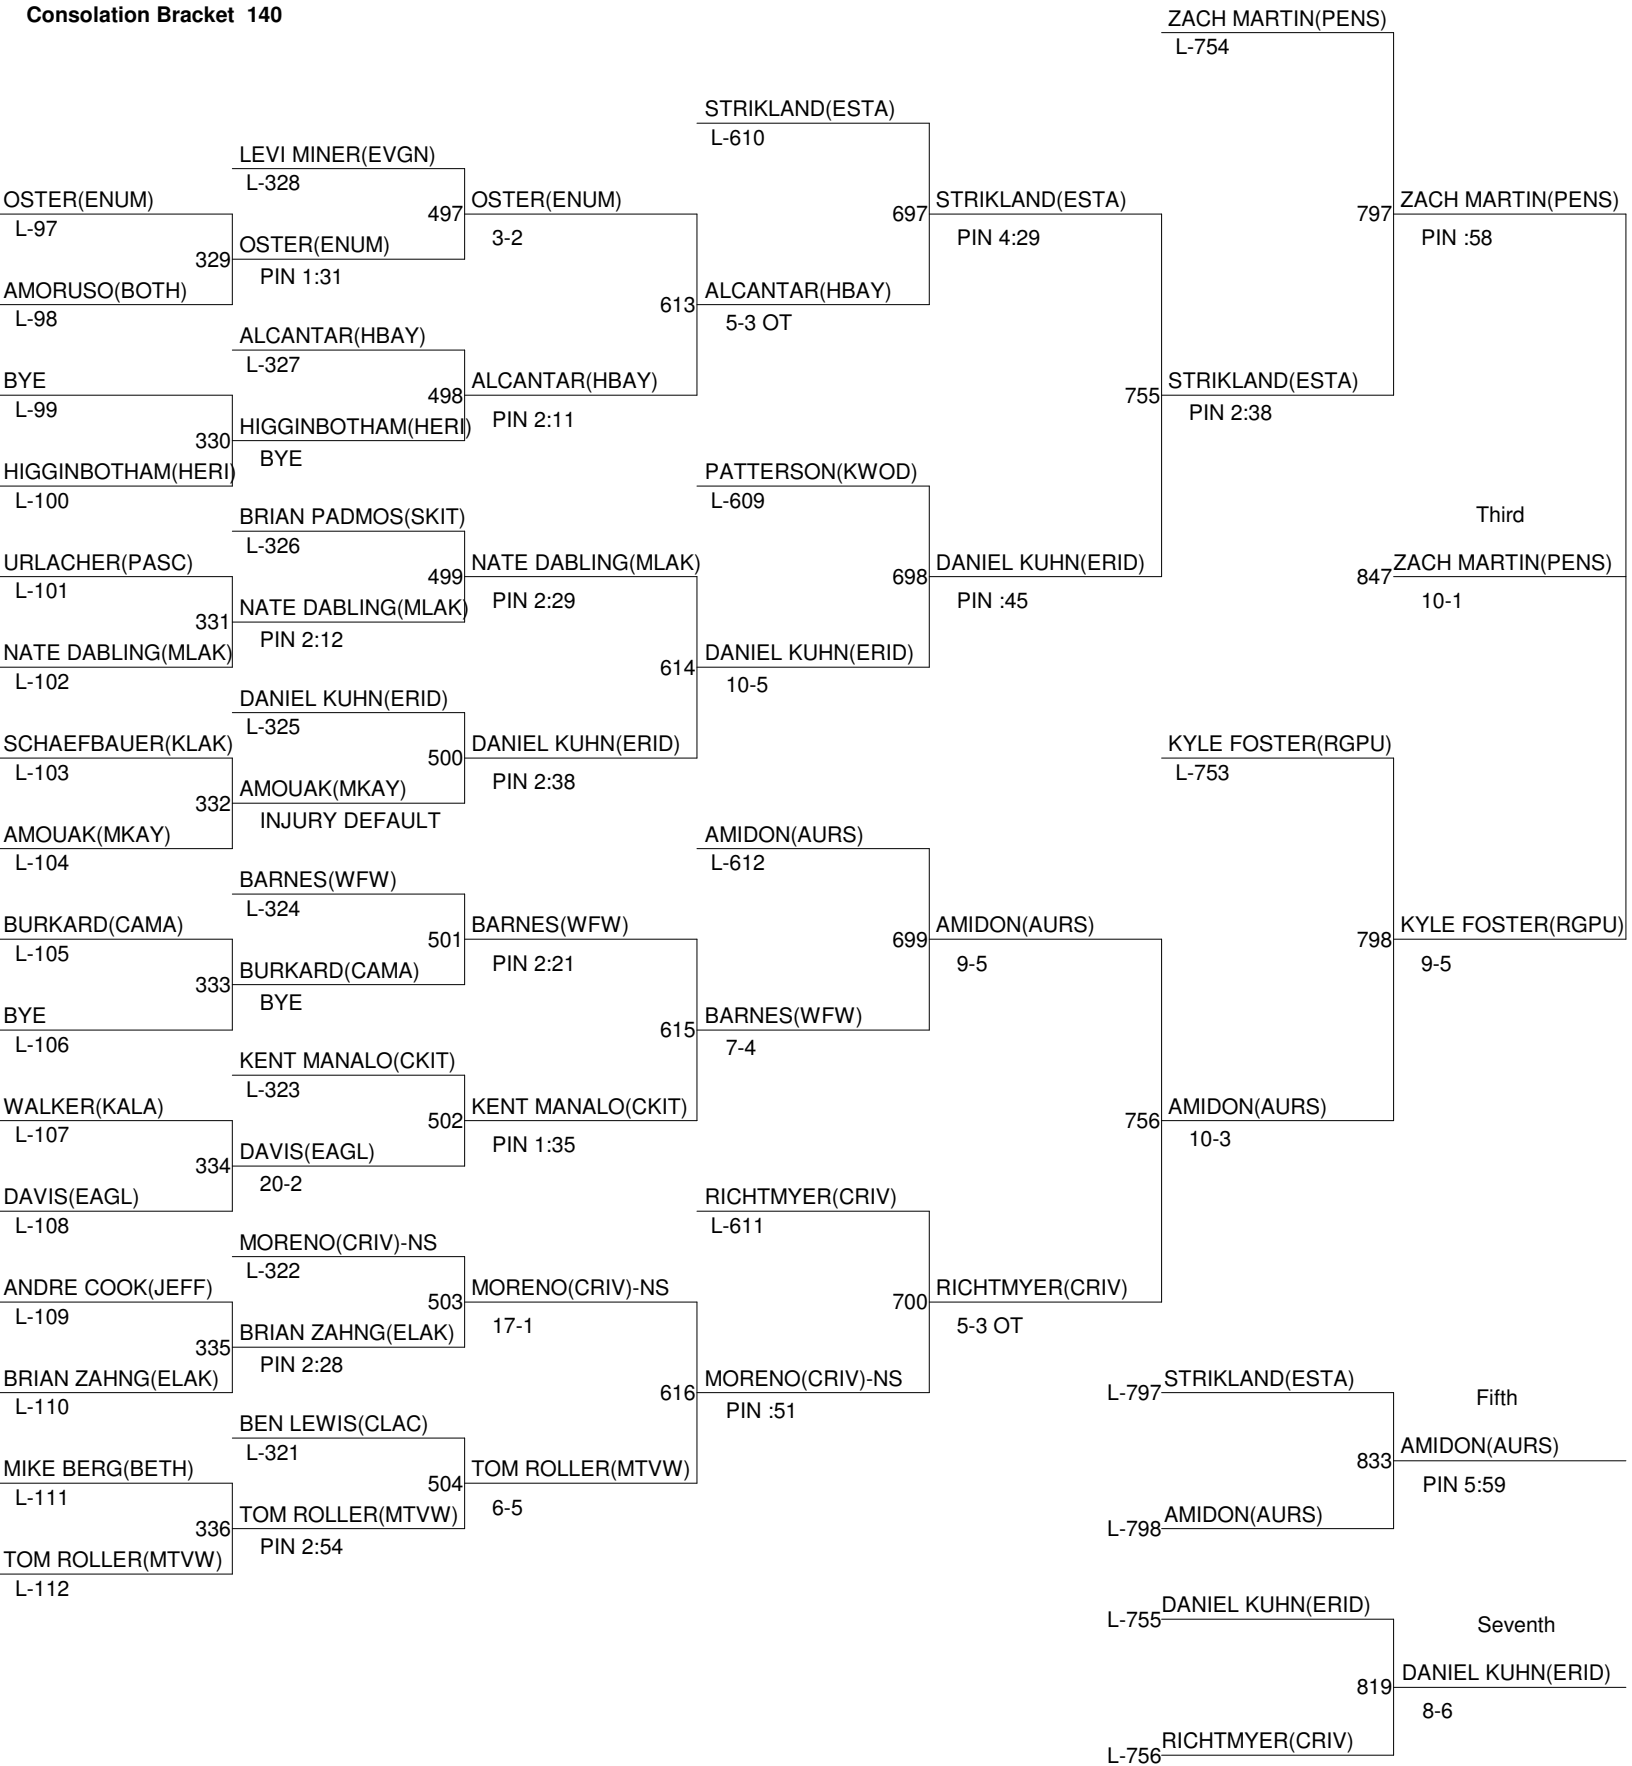 Consolation Bracket 140
ZACH MARTIN(PENS)
L-754
STRIKLAND(ESTA)
L-610
LEVI MINER(EVGN)
L-328
OSTER(ENUM)
L-97
497
OSTER(ENUM)
3-2
697
STRIKLAND(ESTA)
PIN 4:29
797
ZACH MARTIN(PENS)
PIN :58
329
OSTER(ENUM)
PIN 1:31
AMORUSO(BOTH)
L-98
613
ALCANTAR(HBAY)
5-3 OT
ALCANTAR(HBAY)
L-327
BYE
L-99
498
ALCANTAR(HBAY)
PIN 2:11
755
STRIKLAND(ESTA)
PIN 2:38
330
HIGGINBOTHAM(HERI)
BYE
HIGGINBOTHAM(HERI)
L-100
PATTERSON(KWOD)
L-609
BRIAN PADMOS(SKIT)
L-326
Third
URLACHER(PASC)
L-101
499
NATE DABLING(MLAK)
PIN 2:29
698
DANIEL KUHN(ERID)
PIN :45
847
ZACH MARTIN(PENS)
10-1
331
NATE DABLING(MLAK)
PIN 2:12
NATE DABLING(MLAK)
L-102
614
DANIEL KUHN(ERID)
10-5
DANIEL KUHN(ERID)
L-325
SCHAEFBAUER(KLAK)
L-103
500
DANIEL KUHN(ERID)
PIN 2:38
KYLE FOSTER(RGPU)
L-753
332
AMOUAK(MKAY)
INJURY DEFAULT
AMOUAK(MKAY)
L-104
AMIDON(AURS)
L-612
BARNES(WFW)
L-324
BURKARD(CAMA)
L-105
501
BARNES(WFW)
PIN 2:21
699
AMIDON(AURS)
9-5
798
KYLE FOSTER(RGPU)
9-5
333
BURKARD(CAMA)
BYE
BYE
L-106
615
BARNES(WFW)
7-4
KENT MANALO(CKIT)
L-323
WALKER(KALA)
L-107
502
KENT MANALO(CKIT)
PIN 1:35
756
AMIDON(AURS)
10-3
334
DAVIS(EAGL)
20-2
DAVIS(EAGL)
L-108
RICHTMYER(CRIV)
L-611
MORENO(CRIV)-NS
L-322
ANDRE COOK(JEFF)
L-109
503
MORENO(CRIV)-NS
17-1
700
RICHTMYER(CRIV)
5-3 OT
335
BRIAN ZAHNG(ELAK)
PIN 2:28
BRIAN ZAHNG(ELAK)
L-110
616
MORENO(CRIV)-NS
PIN :51
L-797
STRIKLAND(ESTA)
Fifth
BEN LEWIS(CLAC)
L-321
833
AMIDON(AURS)
PIN 5:59
MIKE BERG(BETH)
L-111
504
TOM ROLLER(MTVW)
6-5
336
TOM ROLLER(MTVW)
PIN 2:54
L-798
AMIDON(AURS)
TOM ROLLER(MTVW)
L-112
L-755
DANIEL KUHN(ERID)
Seventh
819
DANIEL KUHN(ERID)
8-6
L-756
RICHTMYER(CRIV)